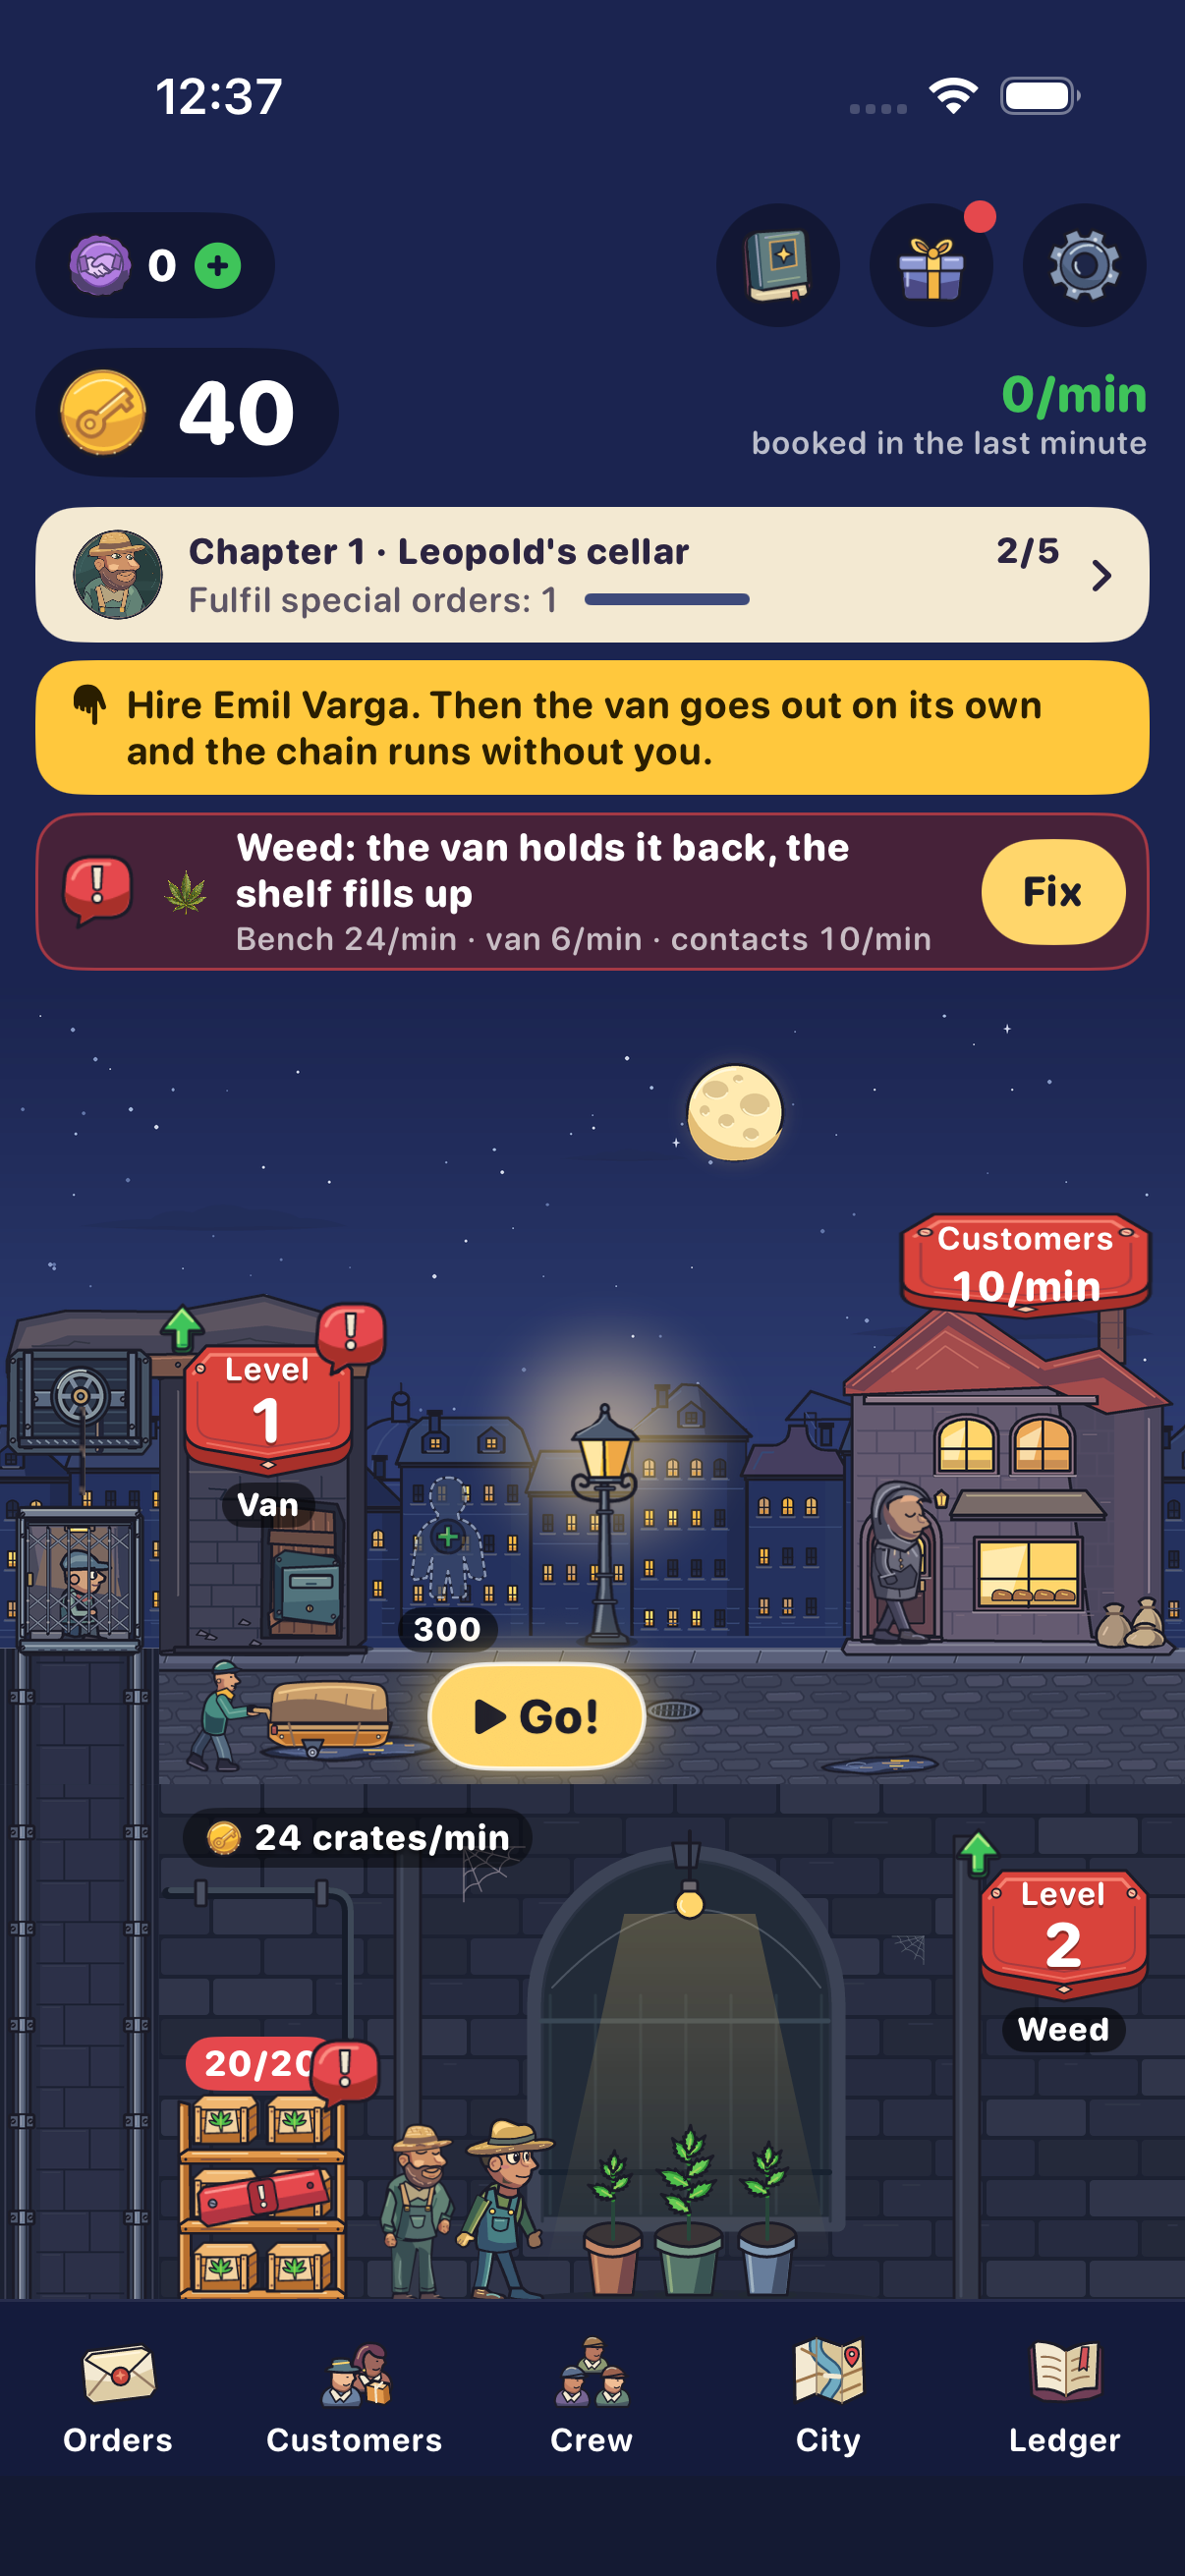 12:37
0
40
0/min
booked in the last minute
Chapter 1 · Leopold's cellar
2/5
Fulfil special orders: 1
Hire Emil Varga. Then the van goes out on its own
and the chain runs without you.
Weed: the van holds it back, the
shelf fills up
Bench 24/min · van 6/min · contacts 10/min
Fix
Customers
10/min
Level
1
Van
300
Go!
24 crates/min
Level
2
Weed
20/20
Orders
Customers
Crew
City
Ledger